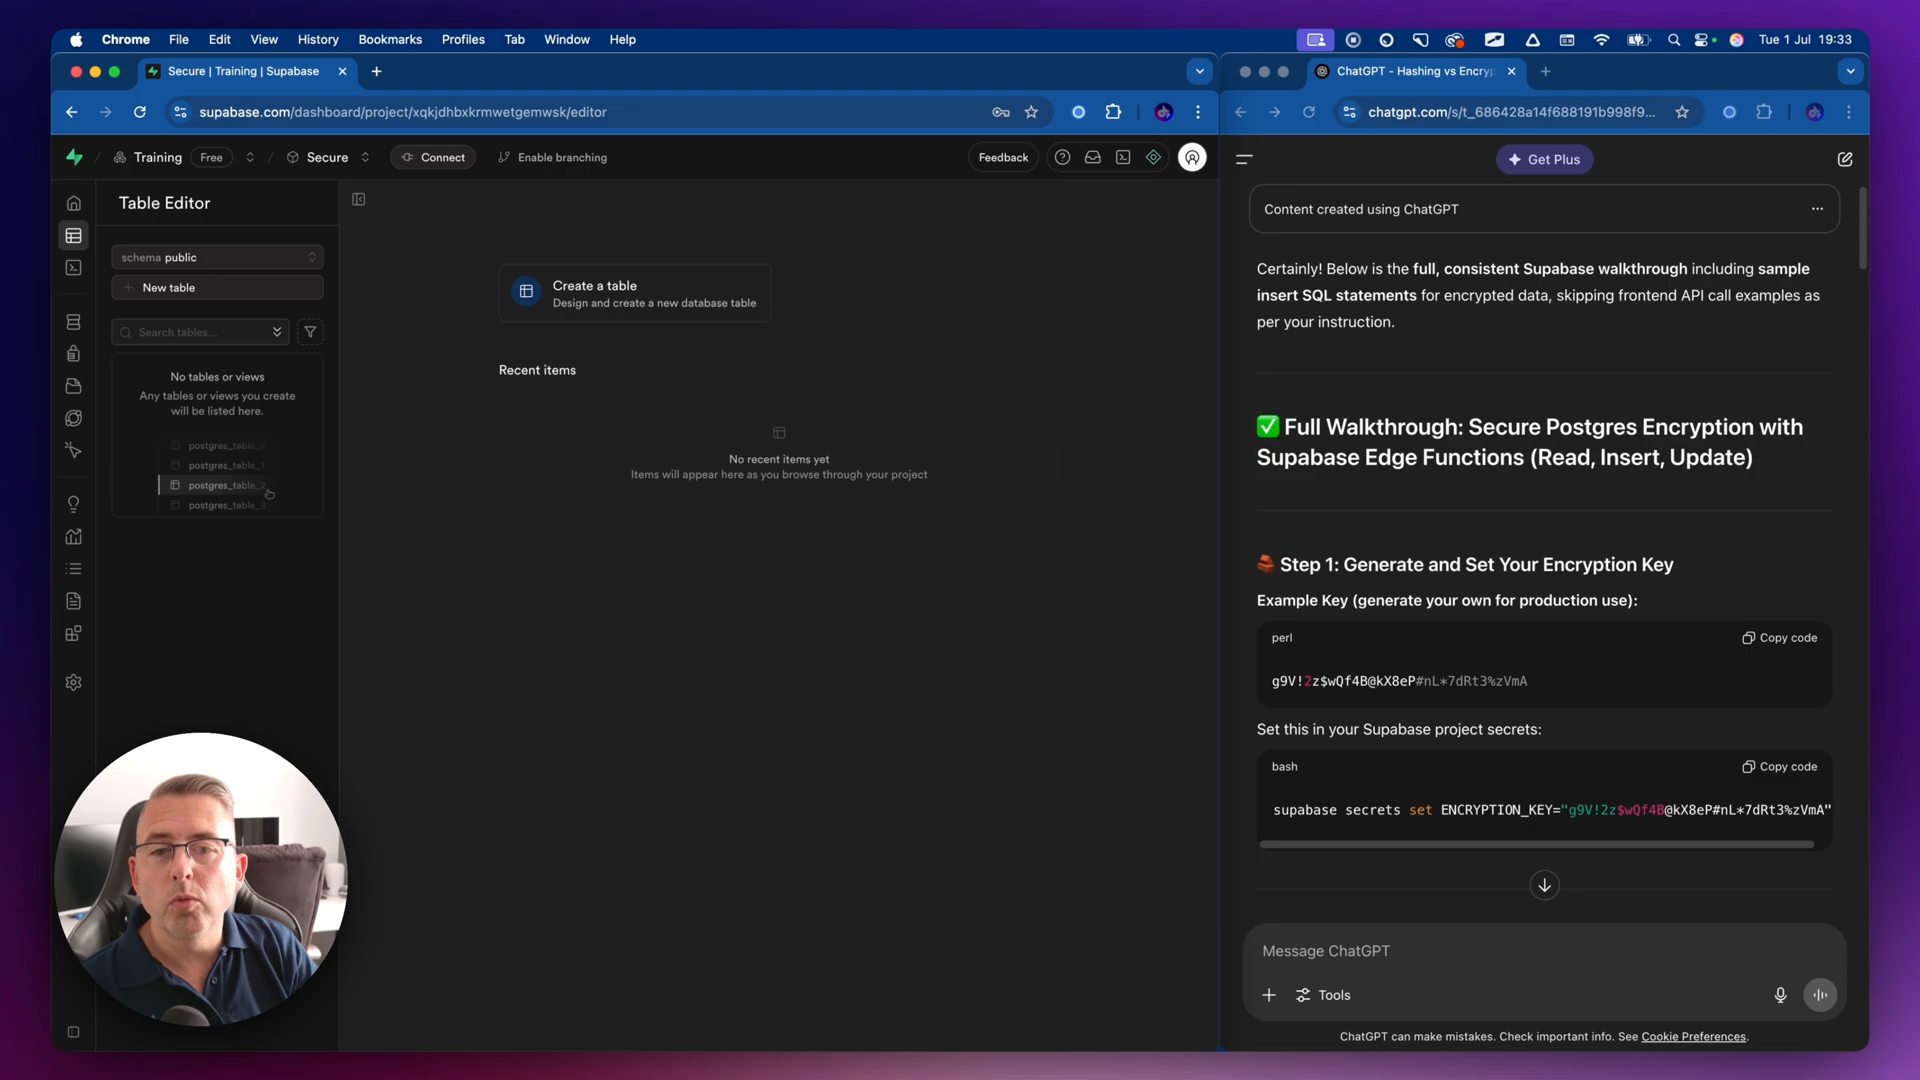 Chrome File Edit View History Bookmarks Profiles Tab Window Help
Tue 1 Jul 19:33
Secure | Training | Supabase
supabase.com/dashboard/project/xqkjdhbxkrmwetgemwsk/editor
Training Free Secure Connect Enable branching Feedback
Table Editor
schema public
New table
Search tables...
No tables or views
Any tables or views you create
will be listed here.
postgres_table_0
postgres_table_1
postgres_table_2
postgres_table_3
Create a table
Design and create a new database table
Recent items
No recent items yet
Items will appear here as you browse through your project
ChatGPT - Hashing vs Encryp
chatgpt.com/s/t_686428a14f688191b998f9...
Get Plus
Content created using ChatGPT
Certainly! Below is the full, consistent Supabase walkthrough including sample
insert SQL statements for encrypted data, skipping frontend API call examples as
per your instruction.
✅ Full Walkthrough: Secure Postgres Encryption with
Supabase Edge Functions (Read, Insert, Update)
Step 1: Generate and Set Your Encryption Key
Example Key (generate your own for production use):
perl Copy code
g9V!2z$wQf4B@kX8eP#nL*7dRt3%zVmA
Set this in your Supabase project secrets:
bash Copy code
supabase secrets set ENCRYPTION_KEY="g9V!2z$wQf4B@kX8eP#nL*7dRt3%zVmA"
Message ChatGPT
Tools
ChatGPT can make mistakes. Check important info. See Cookie Preferences.